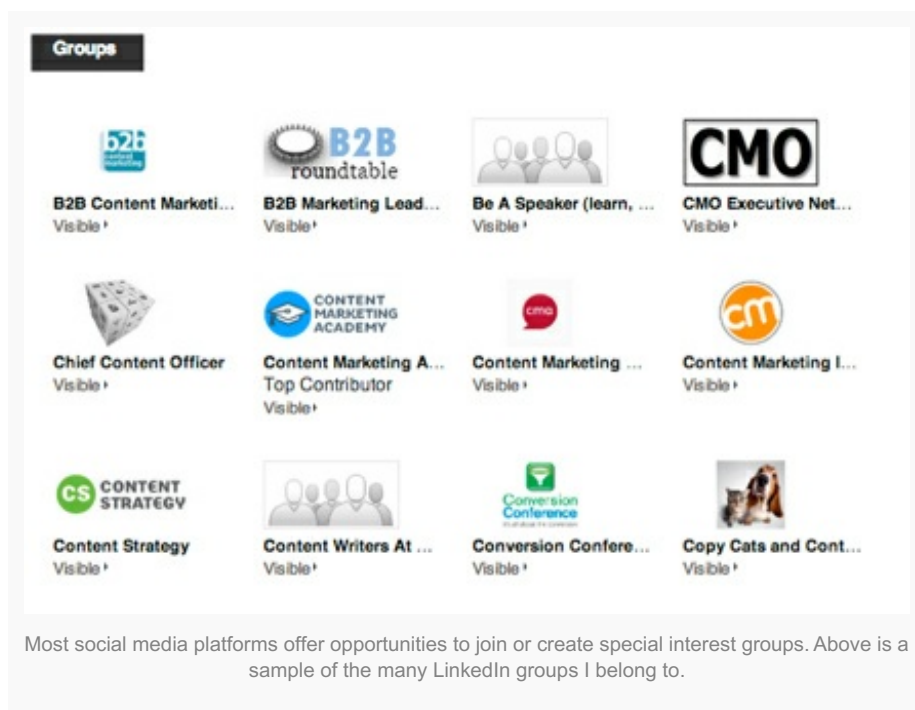 Groups
b2b
content
marketing
B2B
roundtable
CMO
B2B Content Marketi...
B2B Marketing Lead...
Be A Speaker (learn, ...
CMO Executive Net...
Visible
Visible
Visible
Visible
CONTENT
MARKETING
ACADEMY
cma
cm
Chief Content Officer
Content Marketing A...
Content Marketing ...
Content Marketing I...
Visible
Top Contributor
Visible
Visible
Visible
CS CONTENT
STRATEGY
Conversion
Conference
Content Strategy
Content Writers At ...
Conversion Confere...
Copy Cats and Cont...
Visible
Visible
Visible
Visible
Most social media platforms offer opportunities to join or create special interest groups. Above is a
sample of the many LinkedIn groups I belong to.